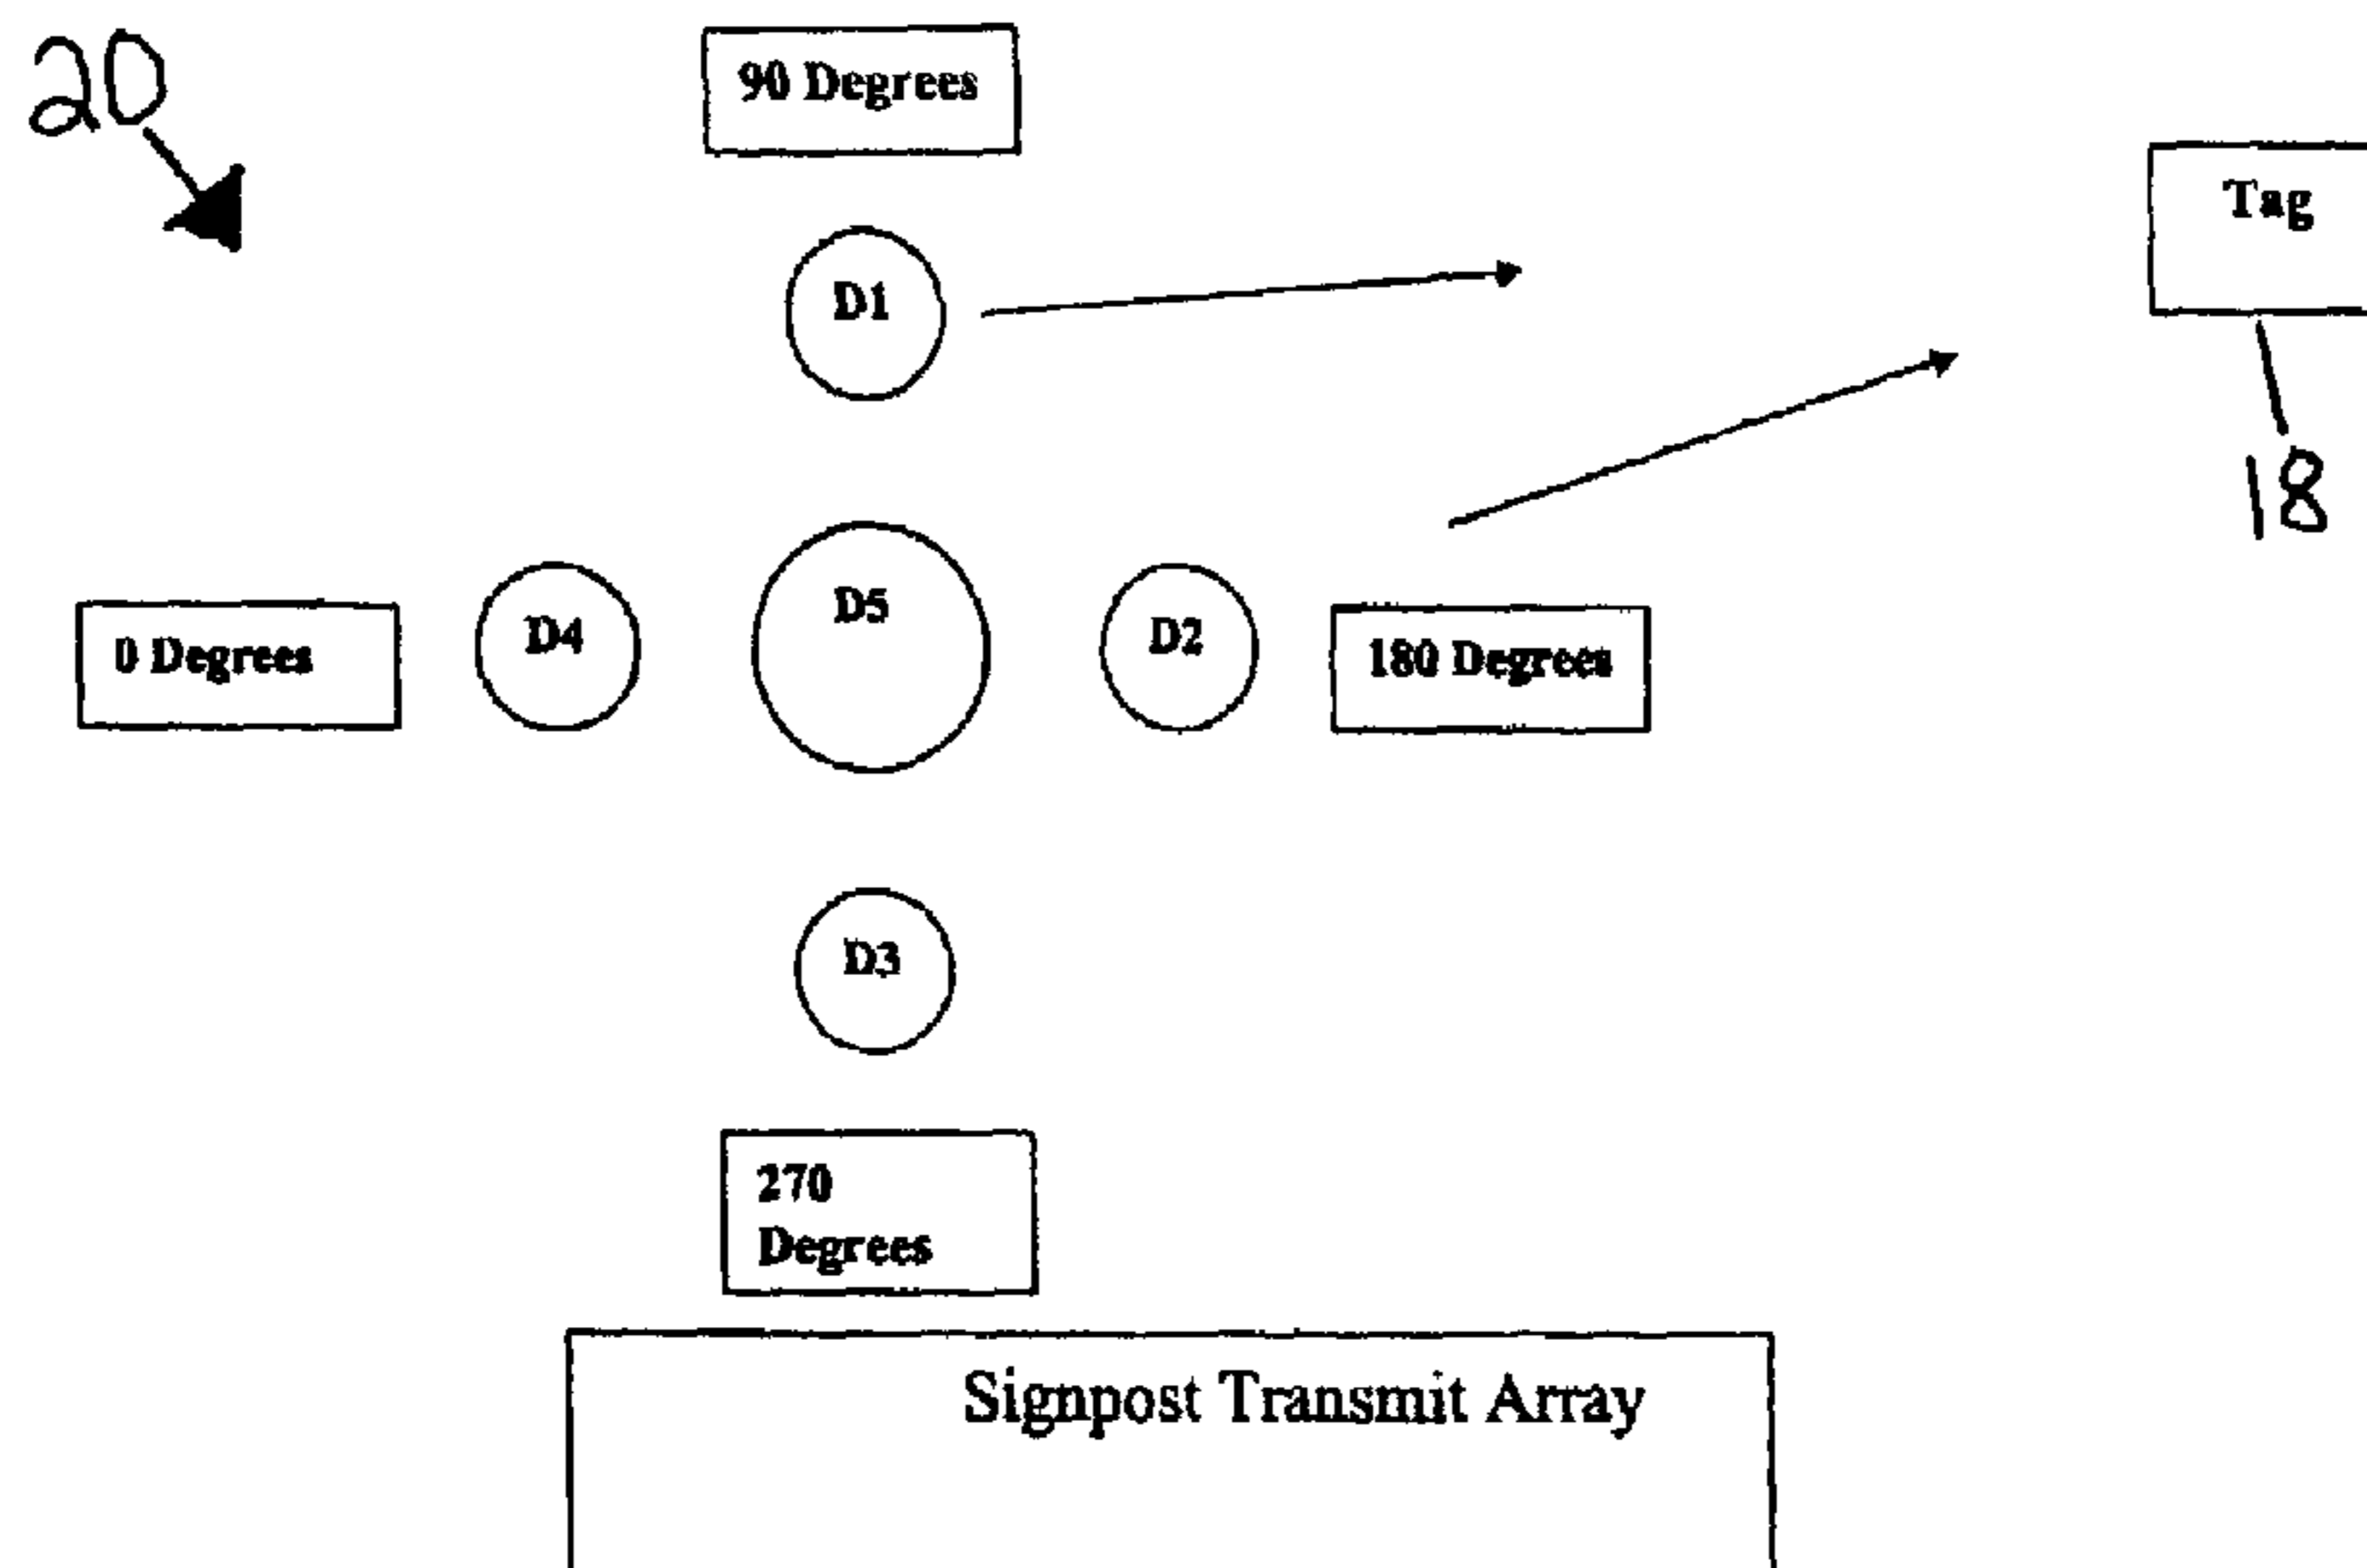 20
90 Degrees
Tag
D1
18
0 Degrees
D4
D5
D2
180 Degrees
D3
270
Degrees
Signpost Transmit Array